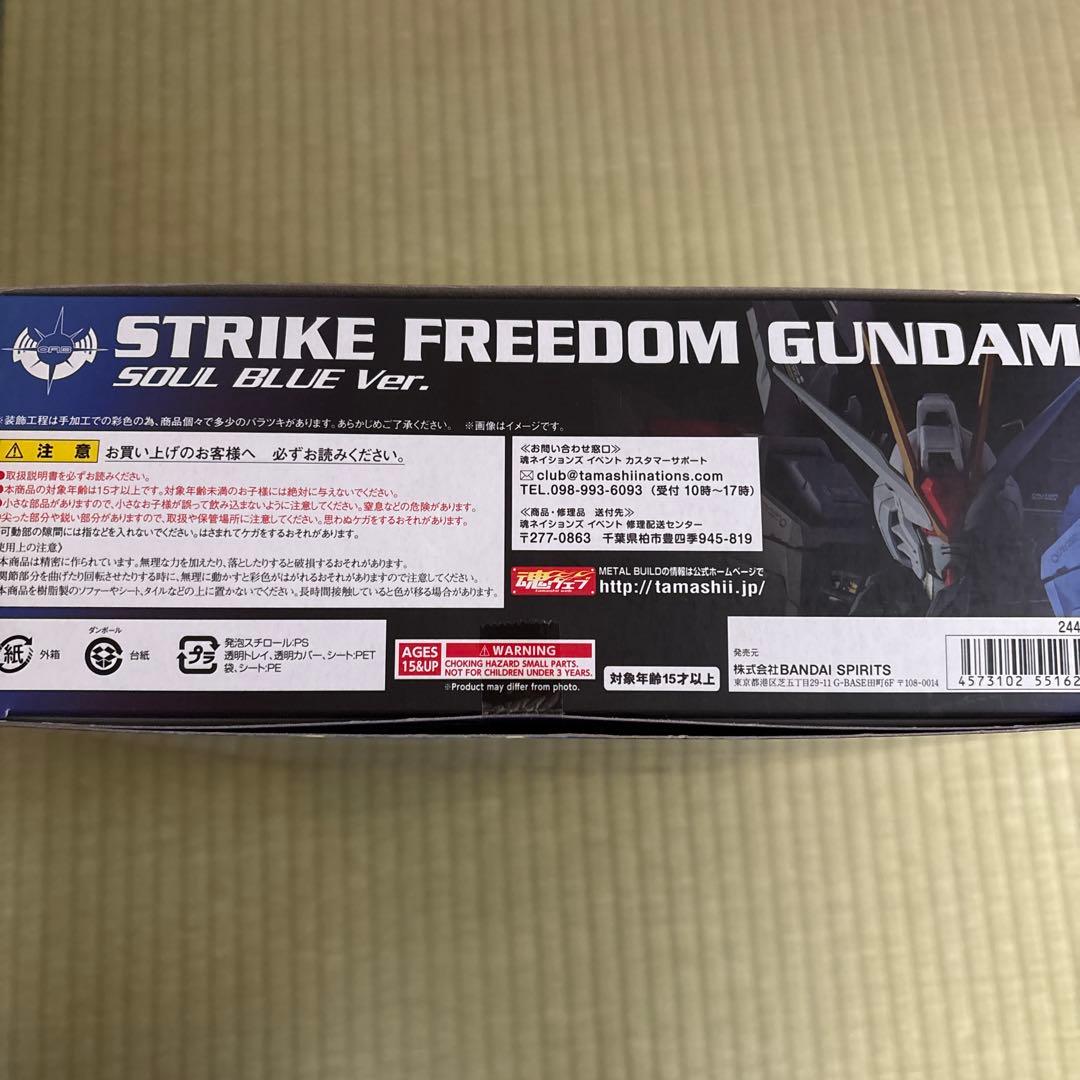 ORB
STRIKE FREEDOM GUNDAM
SOUL BLUE Ver.
※装飾工程は手加工での彩色の為、商品個々で多少のバラツキがあります。あらかじめご了承ください。 ※画像はイメージです。
注 意 お買い上げのお客様へ 必ずお読みください。
●取扱説明書を必ずお読みください。
●本商品の対象年齢は15才以上です。対象年齢未満のお子様には絶対に与えないでください。
●小さな部品がありますので、小さなお子様が誤って飲み込まないように注意してください。窒息などの危険があります。
●尖った部分や鋭い部分がありますので、取扱や保管場所に注意してください。思わぬケガをするおそれがあります。
可動部の隙間には指などを入れないでください。はさまれてケガをするおそれがあります。
使用上の注意〉
本商品は精密に作られています。無理な力を加えたり、落としたりすると破損するおそれがあります。
関節部分を曲げたり回転させたりする時に、無理に動かすと彩色がはがれるおそれがありますので注意してください。
本商品を樹脂製のソファーやシート、タイルなどの上に置かないでください。長時間接触していると色が移る場合があります。
≪お問い合わせ窓口≫
魂ネイションズ イベント カスタマーサポート
club@tamashiinations.com
TEL.098-993-6093 (受付 10時〜17時)
≪商品・修理品 送付先≫
魂ネイションズ イベント 修理配送センター
〒277-0863 千葉県柏市豊四季945-819
魂ウェブ
tamashii web
METAL BUILDの情報は公式ホームページで
http://tamashii.jp/
紙 外箱
ダンボール
台紙
プラ
発泡スチロール:PS
透明トレイ、透明カバー、シート:PET
袋、シート:PE
AGES
15&UP
WARNING
CHOKING HAZARD SMALL PARTS.
NOT FOR CHILDREN UNDER 3 YEARS.
※Product may differ from photo.
対象年齢15才以上
発売元
株式会社BANDAI SPIRITS
東京都港区芝五丁目29-11 G-BASE田町6F 〒108-0014
244
4573102 55162